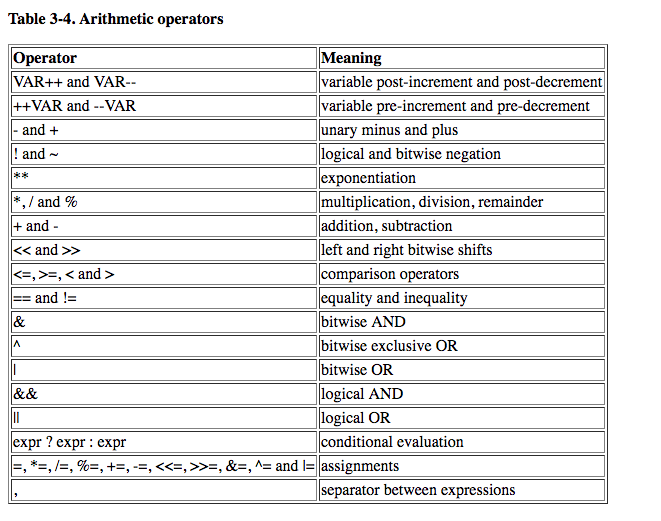 Table 3-4. Arithmetic operators
Operator Meaning
VAR++ and VAR-- variable post-increment and post-decrement
++VAR and --VAR variable pre-increment and pre-decrement
- and + unary minus and plus
! and ~ logical and bitwise negation
** exponentiation
*, / and % multiplication, division, remainder
+ and - addition, subtraction
<< and >> left and right bitwise shifts
<=, >=, < and > comparison operators
== and != equality and inequality
& bitwise AND
^ bitwise exclusive OR
| bitwise OR
&& logical AND
|| logical OR
expr ? expr : expr conditional evaluation
=, *=, /=, %=, +=, -=, <<=, >>=, &=, ^= and |= assignments
, separator between expressions